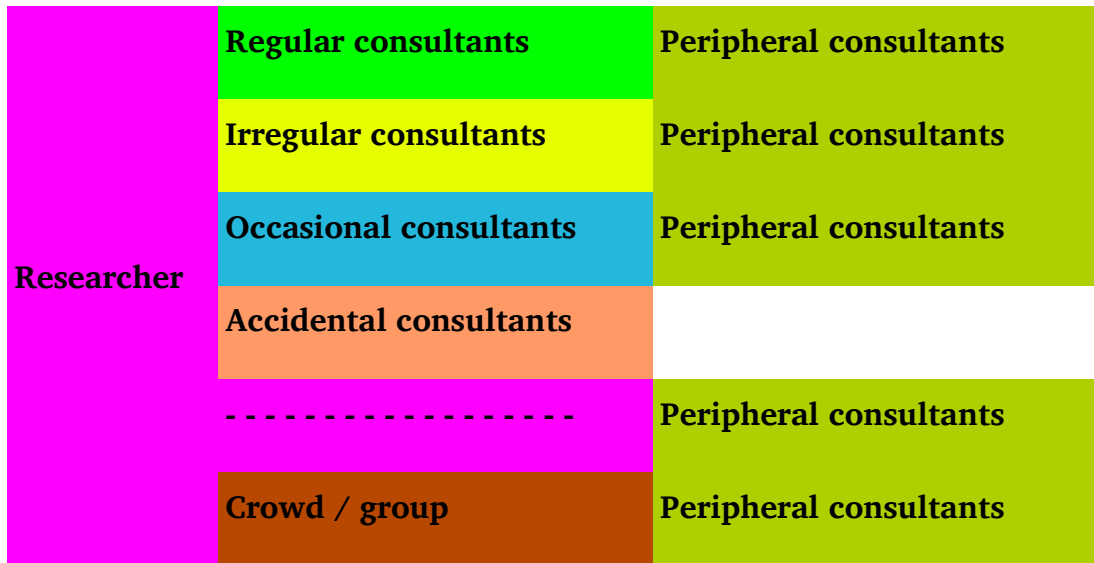 Regular consultants Peripheral consultants
Irregular consultants Peripheral consultants
Occasional consultants Peripheral consultants
Researcher
Accidental consultants
- - - - - - - - - - - - - - - - - - Peripheral consultants
Crowd / group Peripheral consultants